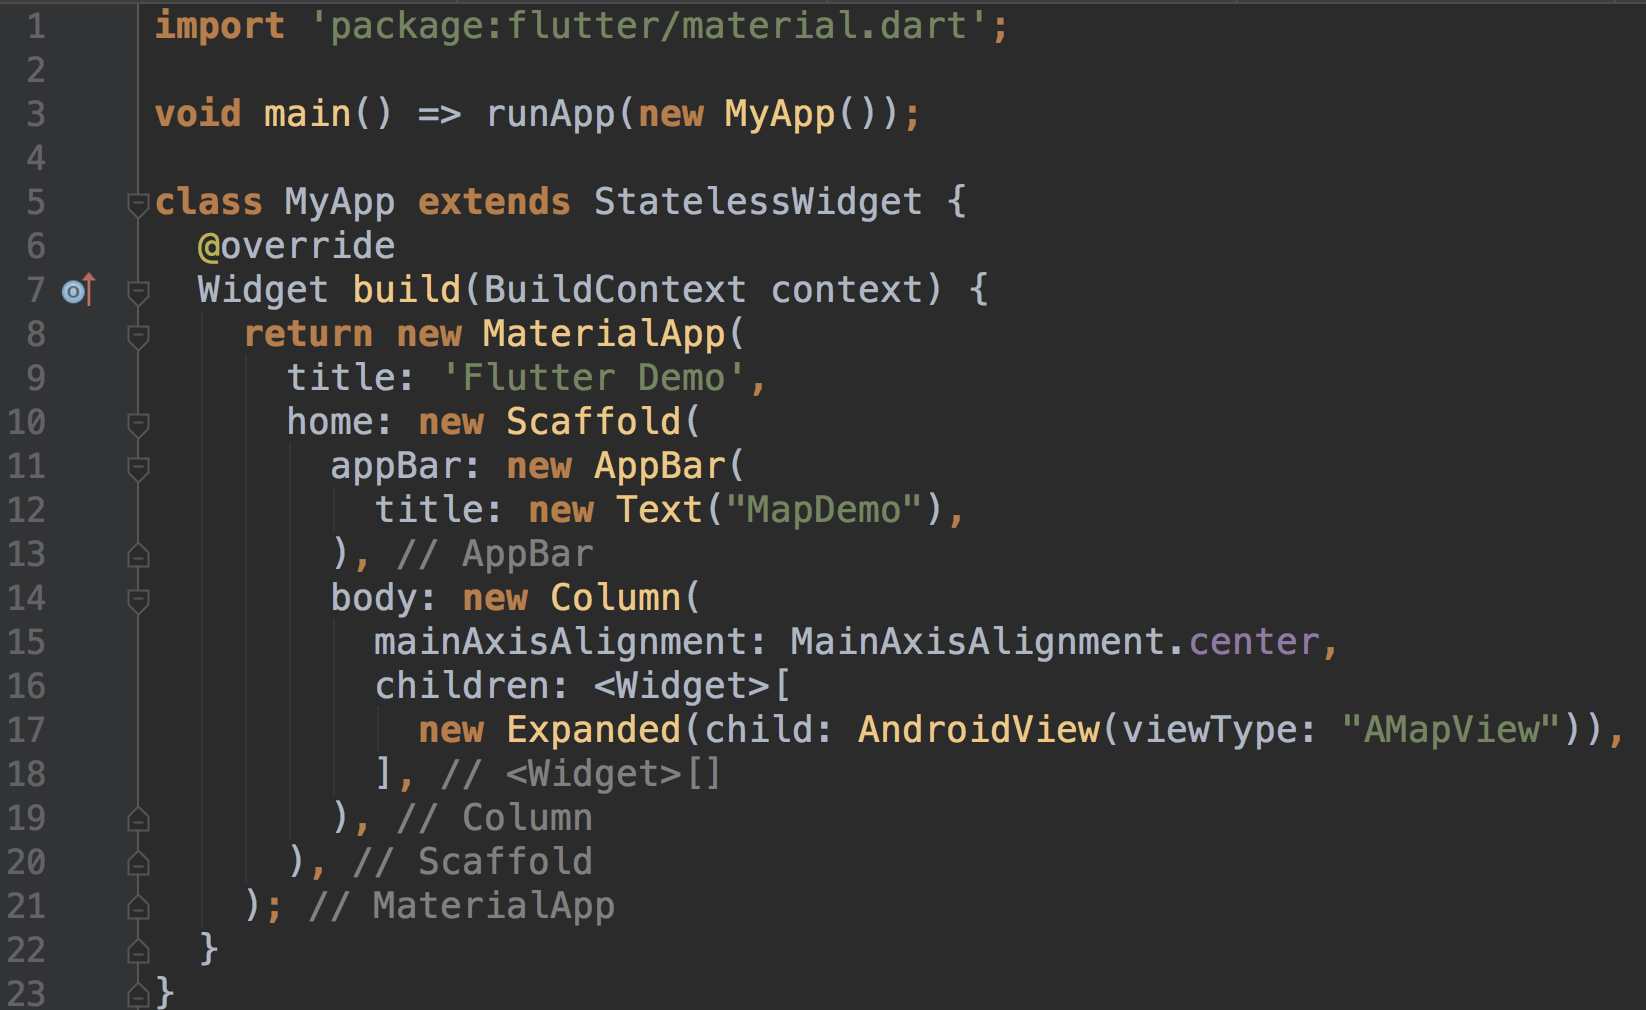 1 import 'package:flutter/material.dart';
2
3 void main() => runApp(new MyApp());
4
5 class MyApp extends StatelessWidget {
6   @override
7   Widget build(BuildContext context) {
8     return new MaterialApp(
9       title: 'Flutter Demo',
10       home: new Scaffold(
11         appBar: new AppBar(
12           title: new Text("MapDemo"),
13         ), // AppBar
14         body: new Column(
15           mainAxisAlignment: MainAxisAlignment.center,
16           children: <Widget>[
17             new Expanded(child: AndroidView(viewType: "AMapView")),
18           ], // <Widget>[]
19         ), // Column
20       ), // Scaffold
21     ); // MaterialApp
22   }
23 }